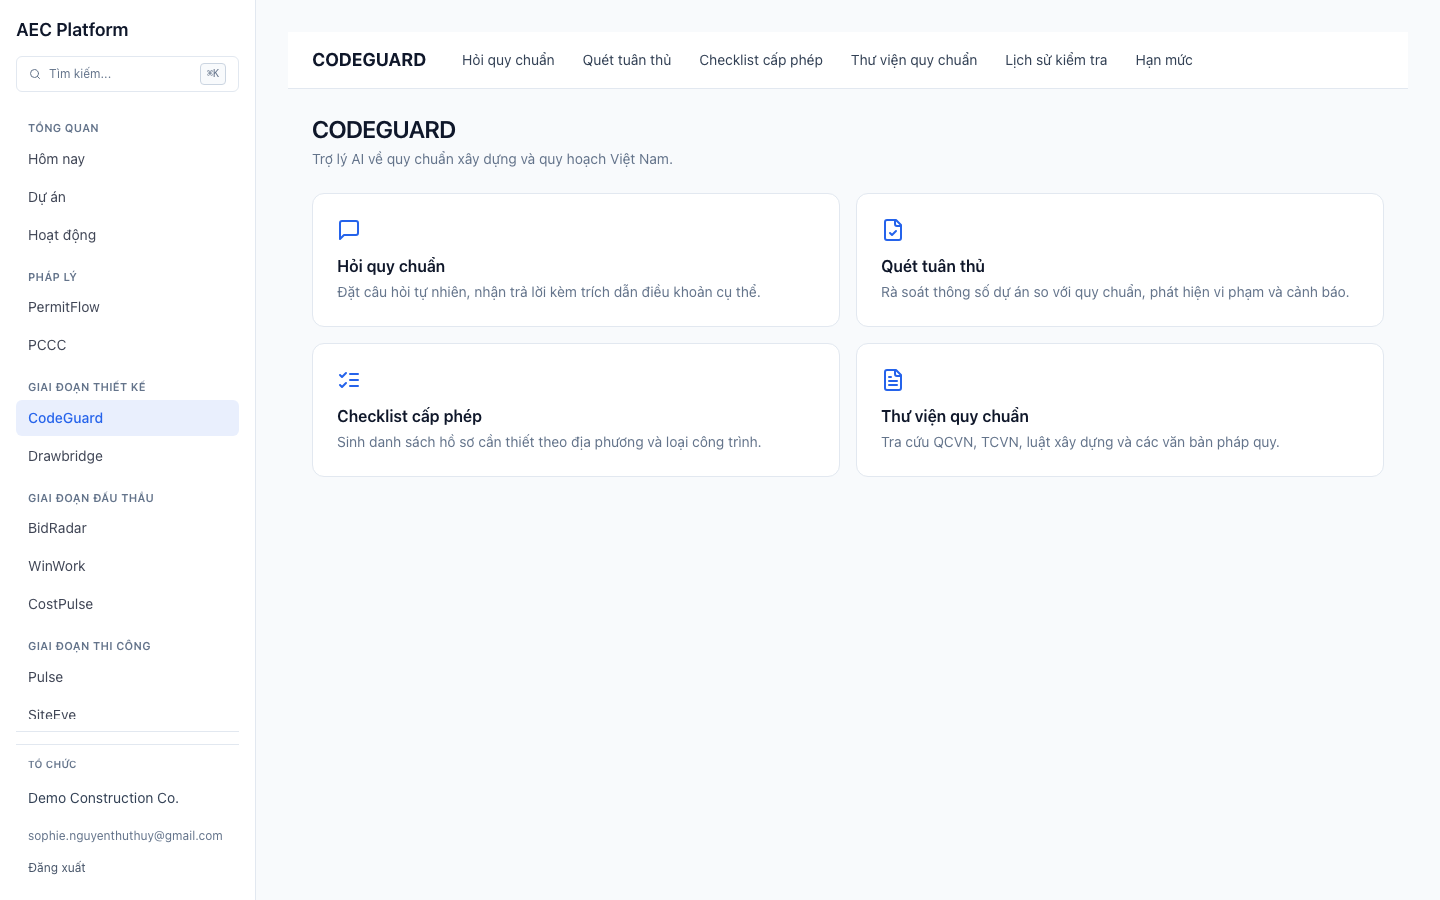 AEC Platform
Tìm kiếm...
⌘K
TỔNG QUAN
Hôm nay
Dự án
Hoạt động
PHÁP LÝ
PermitFlow
PCCC
GIAI ĐOẠN THIẾT KẾ
CodeGuard
Drawbridge
GIAI ĐOẠN ĐẤU THẦU
BidRadar
WinWork
CostPulse
GIAI ĐOẠN THI CÔNG
Pulse
SiteEye
TỔ CHỨC
Demo Construction Co.
sophie.nguyenthuthuy@gmail.com
Đăng xuất
CODEGUARD
Hỏi quy chuẩn
Quét tuân thủ
Checklist cấp phép
Thư viện quy chuẩn
Lịch sử kiểm tra
Hạn mức
CODEGUARD
Trợ lý AI về quy chuẩn xây dựng và quy hoạch Việt Nam.
Hỏi quy chuẩn
Đặt câu hỏi tự nhiên, nhận trả lời kèm trích dẫn điều khoản cụ thể.
Quét tuân thủ
Rà soát thông số dự án so với quy chuẩn, phát hiện vi phạm và cảnh báo.
Checklist cấp phép
Sinh danh sách hồ sơ cần thiết theo địa phương và loại công trình.
Thư viện quy chuẩn
Tra cứu QCVN, TCVN, luật xây dựng và các văn bản pháp quy.